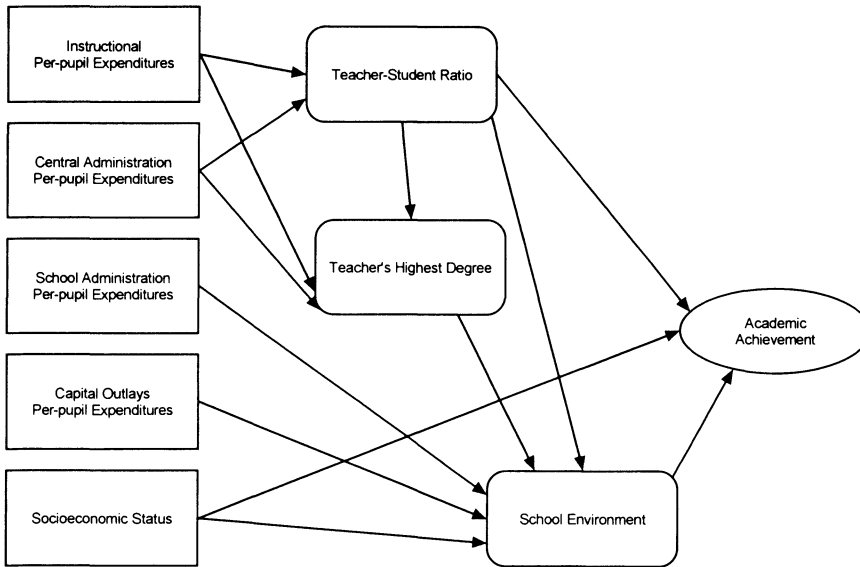 Instructional
Per-pupil Expenditures
Central Administration
Per-pupil Expenditures
School Administration
Per-pupil Expenditures
Capital Outlays
Per-pupil Expenditures
Socioeconomic Status
Teacher-Student Ratio
Teacher's Highest Degree
School Environment
Academic
Achievement